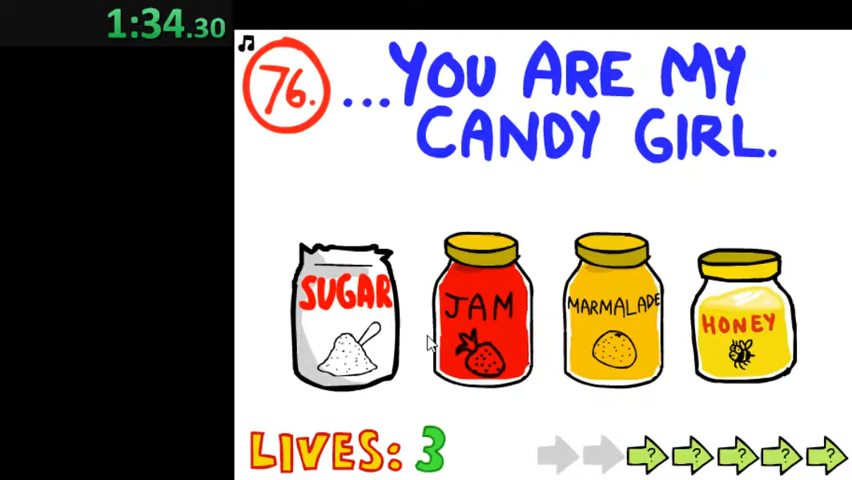 1:34.30
76.
...YOU ARE MY
CANDY GIRL.
SUGAR
JAM
MARMALADE
HONEY
LIVES: 3
? ? ? ? ?